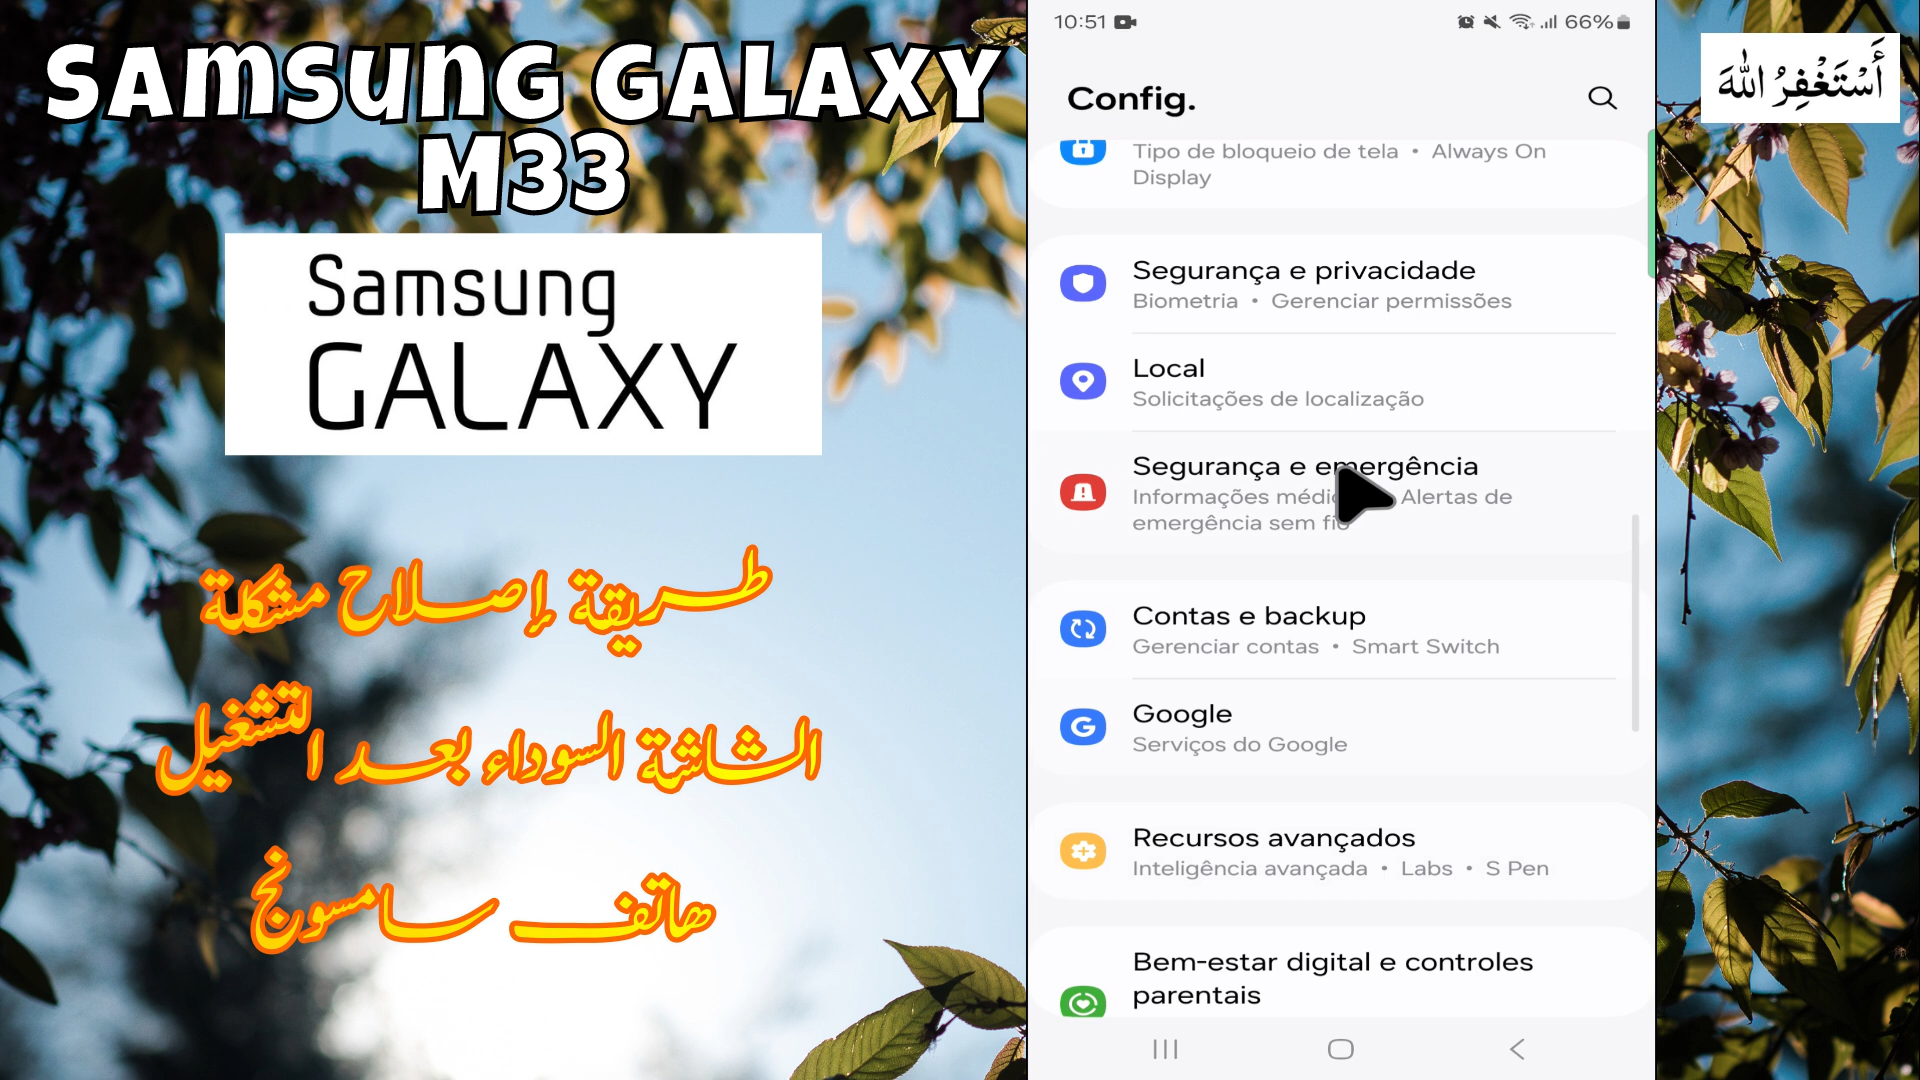 SAMSUNG GALAXY
M33
Samsung
GALAXY
طريقة إصلاح مشكلة
الشاشة السوداء بعد التشغيل
هاتف سامسونج
10:51
66%
Config.
Tipo de bloqueio de tela • Always On
Display
Segurança e privacidade
Biometria • Gerenciar permissões
Local
Solicitações de localização
Segurança e emergência
Alertas de
emergência sem fio
Contas e backup
Gerenciar contas • Smart Switch
Google
Serviços do Google
Recursos avançados
Inteligência avançada • Labs • S Pen
Bem-estar digital e controles
parentais
أَسْتَغْفِرُ اللهَ